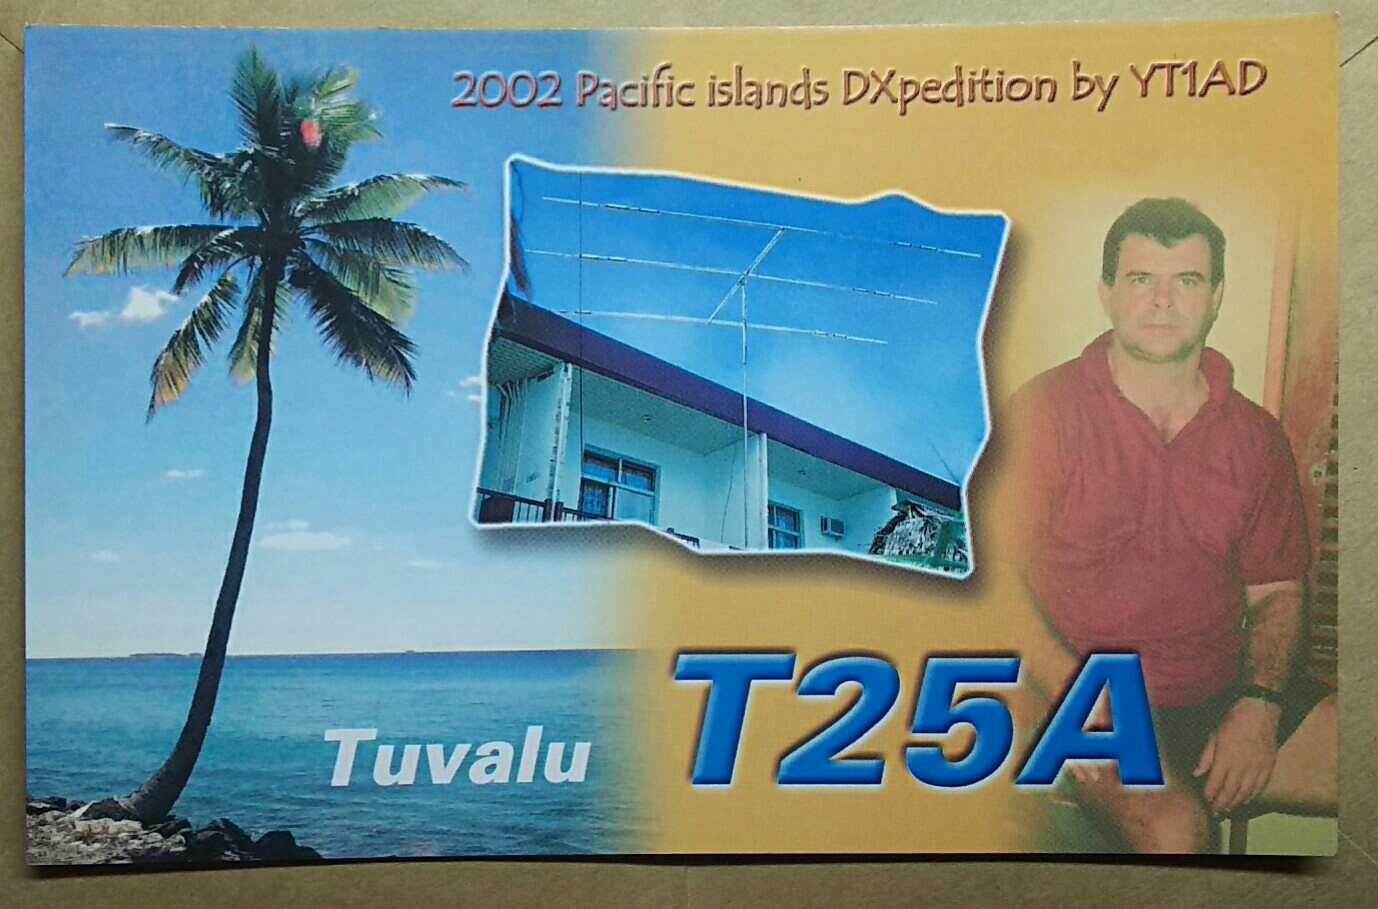 2002 Pacific islands DXpedition by YT1AD
Tuvalu
T25A